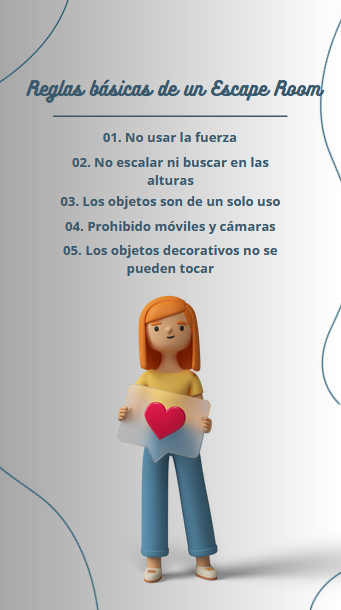 Reglas básicas de un Escape Room
01. No usar la fuerza
02. No escalar ni buscar en las
alturas
03. Los objetos son de un solo uso
04. Prohibido móviles y cámaras
05. Los objetos decorativos no se
pueden tocar